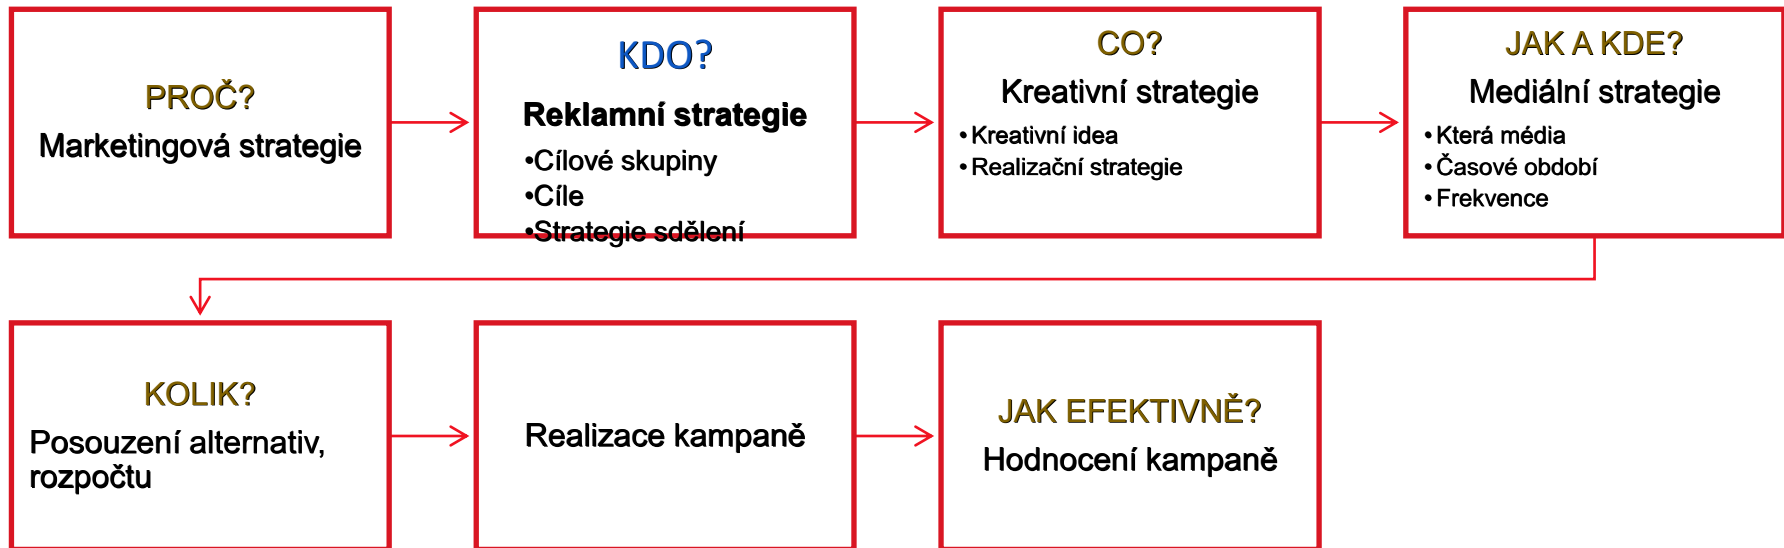 PROČ?
Marketingová strategie
KDO?
Reklamní strategie
•Cílové skupiny
•Cíle
•Strategie sdělení
CO?
Kreativní strategie
•Kreativní idea
•Realizační strategie
JAK A KDE?
Mediální strategie
•Která média
•Časové období
•Frekvence
KOLIK?
Posouzení alternativ,
rozpočtu
Realizace kampaně
JAK EFEKTIVNĚ?
Hodnocení kampaně